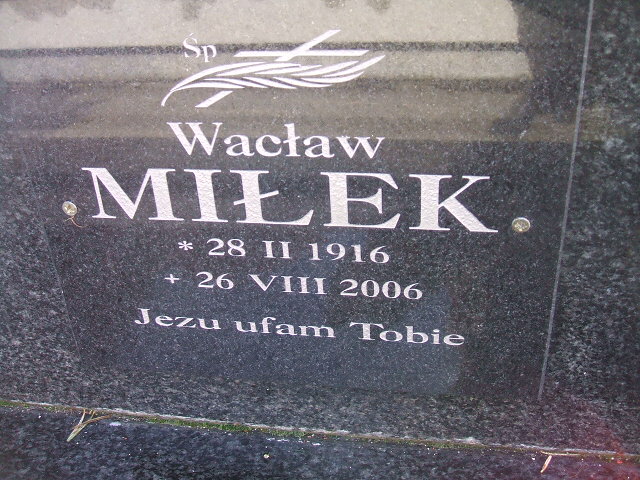 Śp
Wacław
MIŁEK
* 28 II 1916
+ 26 VIII 2006
Jezu ufam Tobie